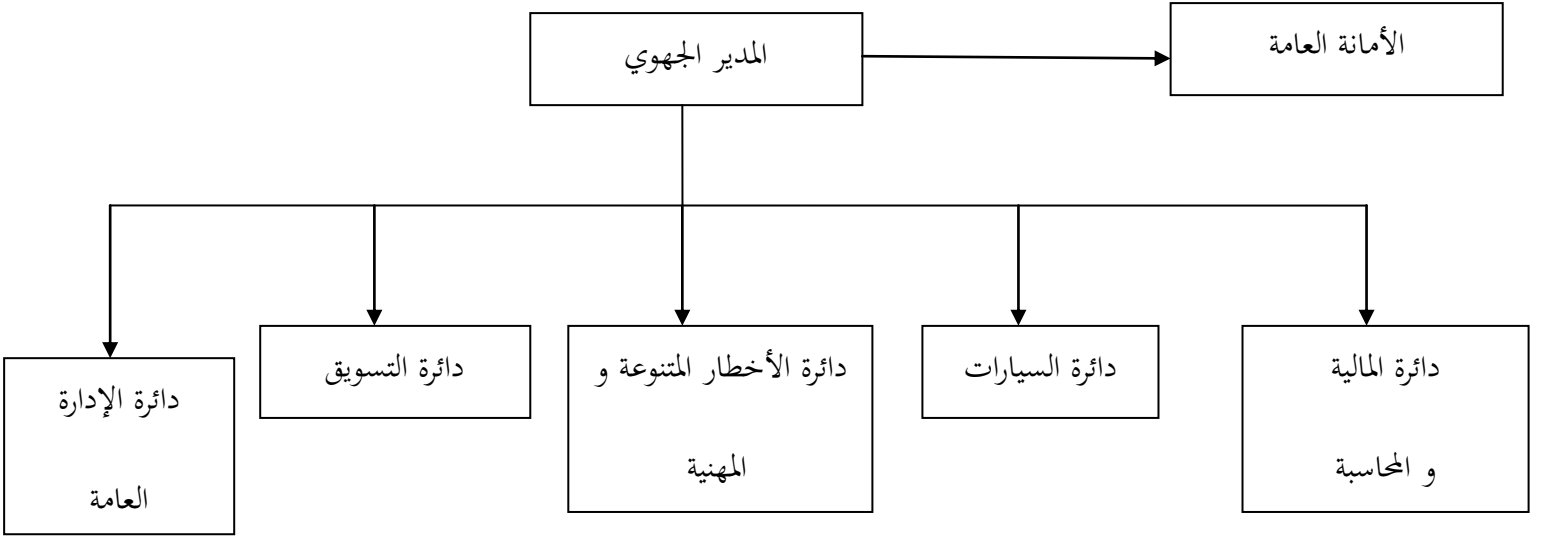 الأمانة العامة
المدير الجهوي
دائرة المالية
و المحاسبة
دائرة السيارات
دائرة الأخطار المتنوعة و
المهنية
دائرة التسويق
دائرة الإدارة
العامة